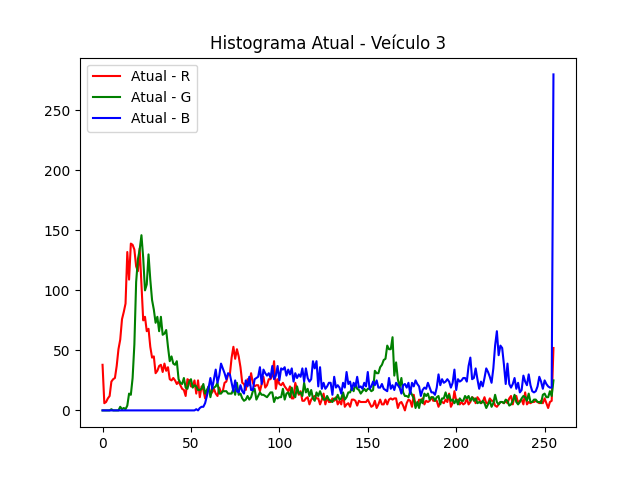 Histograma Atual - Veículo 3
Atual - R
Atual - G
Atual - B
250
200
150
100
50
0
0 50 100 150 200 250